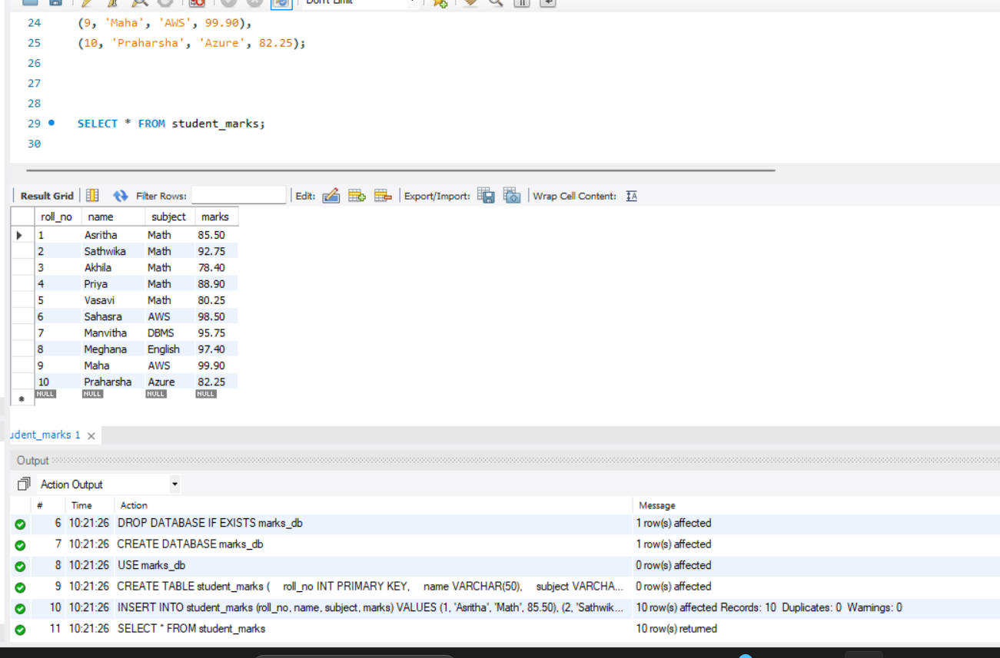 Don't Limit
24 (9, 'Maha', 'AWS', 99.90),
25 (10, 'Praharsha', 'Azure', 82.25);
26
27
28
29 SELECT * FROM student_marks;
30
Result Grid Filter Rows: Edit: Export/Import: Wrap Cell Content: IA
roll_no name subject marks
1 Asritha Math 85.50
2 Sathwika Math 92.75
3 Akhila Math 78.40
4 Priya Math 88.90
5 Vasavi Math 80.25
6 Sahasra AWS 98.50
7 Manvitha DBMS 95.75
8 Meghana English 97.40
9 Maha AWS 99.90
10 Praharsha Azure 82.25
NULL NULL NULL NULL
udent_marks 1
Output
Action Output
# Time Action Message
6 10:21:26 DROP DATABASE IF EXISTS marks_db 1 row(s) affected
7 10:21:26 CREATE DATABASE marks_db 1 row(s) affected
8 10:21:26 USE marks_db 0 row(s) affected
9 10:21:26 CREATE TABLE student_marks ( roll_no INT PRIMARY KEY, name VARCHAR(50), subject VARCHA... 0 row(s) affected
10 10:21:26 INSERT INTO student_marks (roll_no, name, subject, marks) VALUES (1, 'Asritha', 'Math', 85.50), (2, 'Sathwik... 10 row(s) affected Records: 10 Duplicates: 0 Warnings: 0
11 10:21:26 SELECT * FROM student_marks 10 row(s) returned